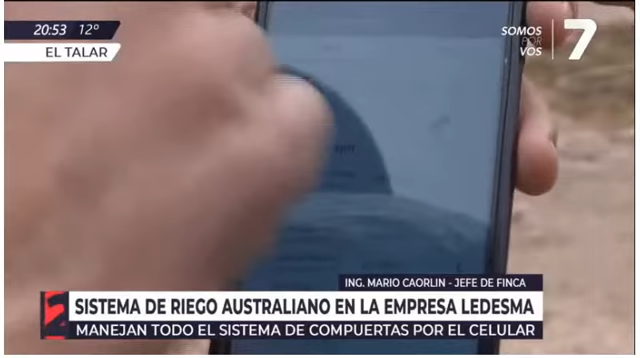 20:53 12°
EL TALAR
SOMOS
POR
VOS
7
ING. MARIO CAORLIN - JEFE DE FINCA
2
SISTEMA DE RIEGO AUSTRALIANO EN LA EMPRESA LEDESMA
MANEJAN TODO EL SISTEMA DE COMPUERTAS POR EL CELULAR